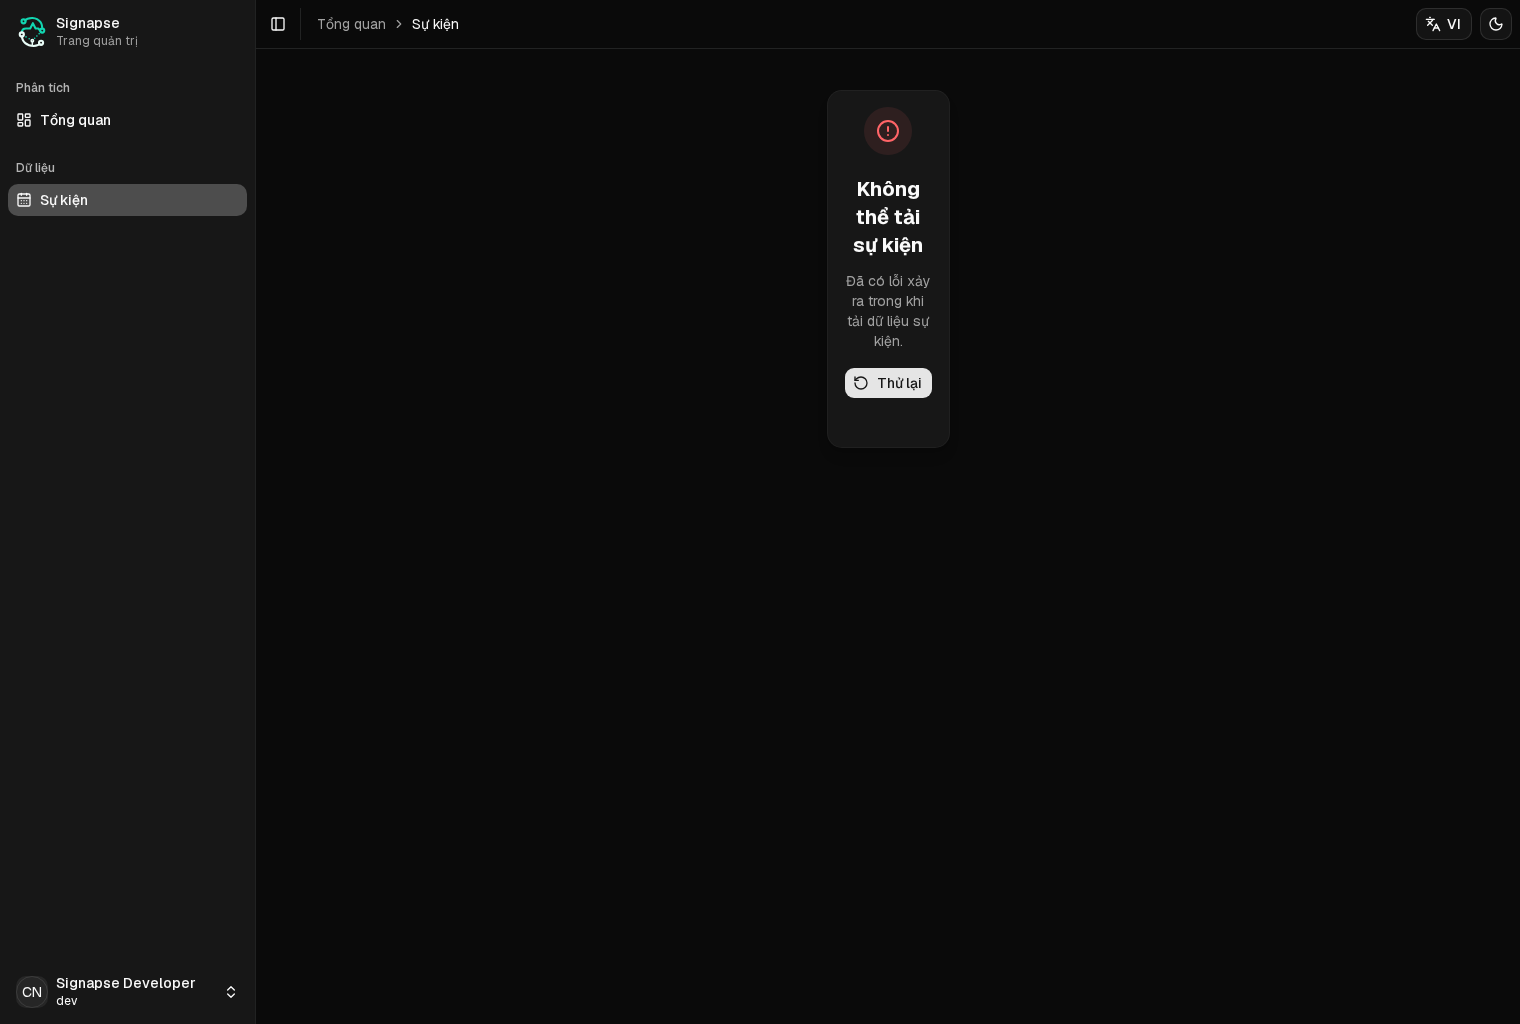 Signapse
Trang quản trị
Phân tích
Tổng quan
Dữ liệu
Sự kiện
Tổng quan
Sự kiện
VI
Không
thể tải
sự kiện
Đã có lỗi xảy
ra trong khi
tải dữ liệu sự
kiện.
Thử lại
CN
Signapse Developer
dev